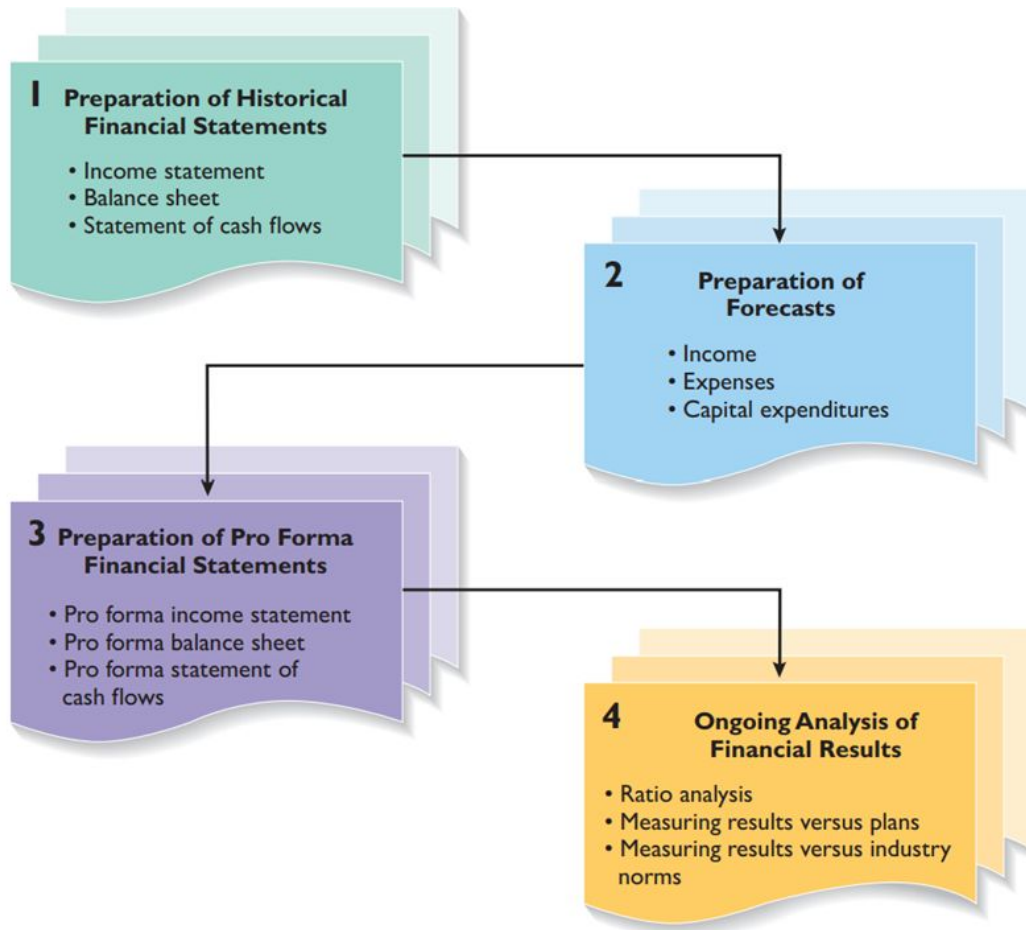 1 Preparation of Historical
Financial Statements
• Income statement
• Balance sheet
• Statement of cash flows
2 Preparation of
Forecasts
• Income
• Expenses
• Capital expenditures
3 Preparation of Pro Forma
Financial Statements
• Pro forma income statement
• Pro forma balance sheet
• Pro forma statement of
cash flows
4 Ongoing Analysis of
Financial Results
• Ratio analysis
• Measuring results versus plans
• Measuring results versus industry
norms